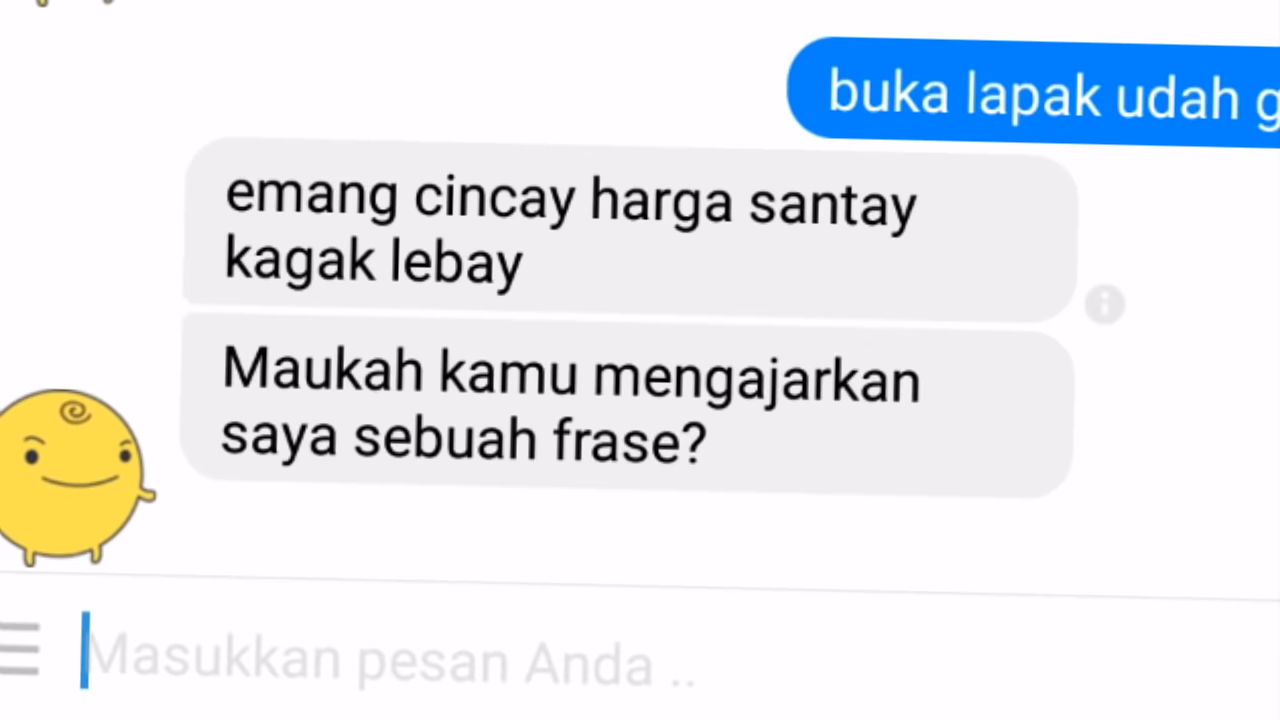 buka lapak udah g
emang cincay harga santay
kagak lebay
Maukah kamu mengajarkan
saya sebuah frase?
Masukkan pesan Anda ..